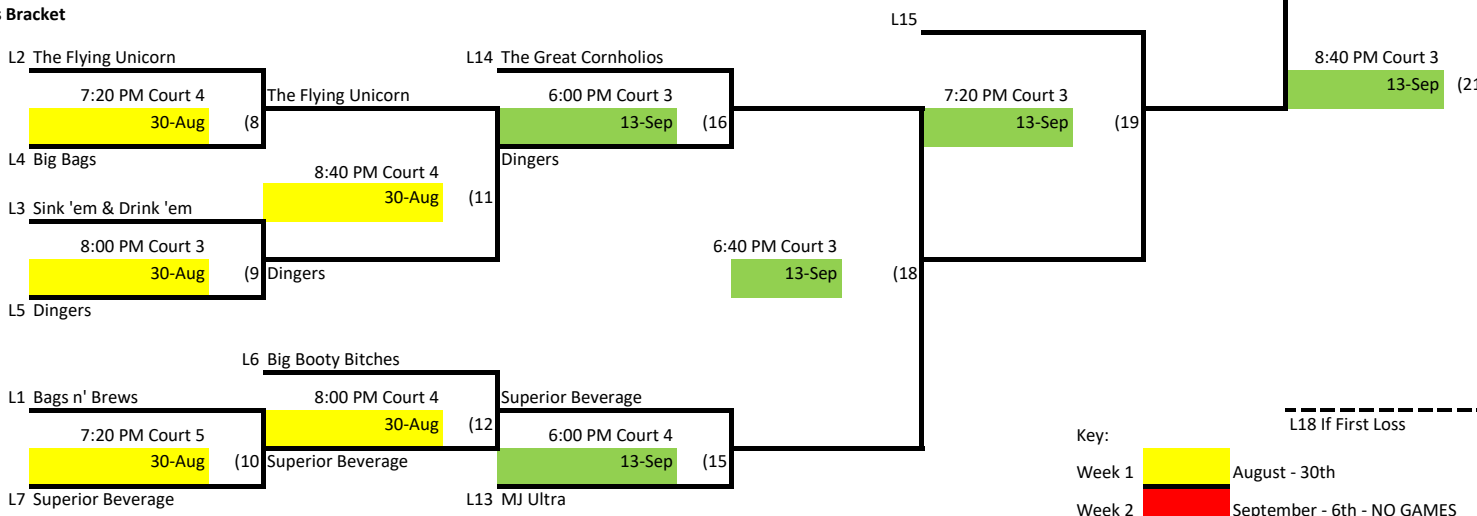 s Bracket
L15
L2 The Flying Unicorn
L14 The Great Cornholios
8:40 PM Court 3
13-Sep (21
7:20 PM Court 4
The Flying Unicorn
6:00 PM Court 3
7:20 PM Court 3
30-Aug (8
13-Sep (16
13-Sep (19
L4 Big Bags
Dingers
8:40 PM Court 4
30-Aug (11
L3 Sink 'em & Drink 'em
8:00 PM Court 3
6:40 PM Court 3
30-Aug (9 Dingers
13-Sep (18
L5 Dingers
L6 Big Booty Bitches
L1 Bags n' Brews
8:00 PM Court 4
Superior Beverage
30-Aug (12
L18 If First Loss
7:20 PM Court 5
6:00 PM Court 4
Key:
30-Aug (10 Superior Beverage
13-Sep (15
Week 1 August - 30th
L7 Superior Beverage
L13 MJ Ultra
Week 2 September - 6th - NO GAMES